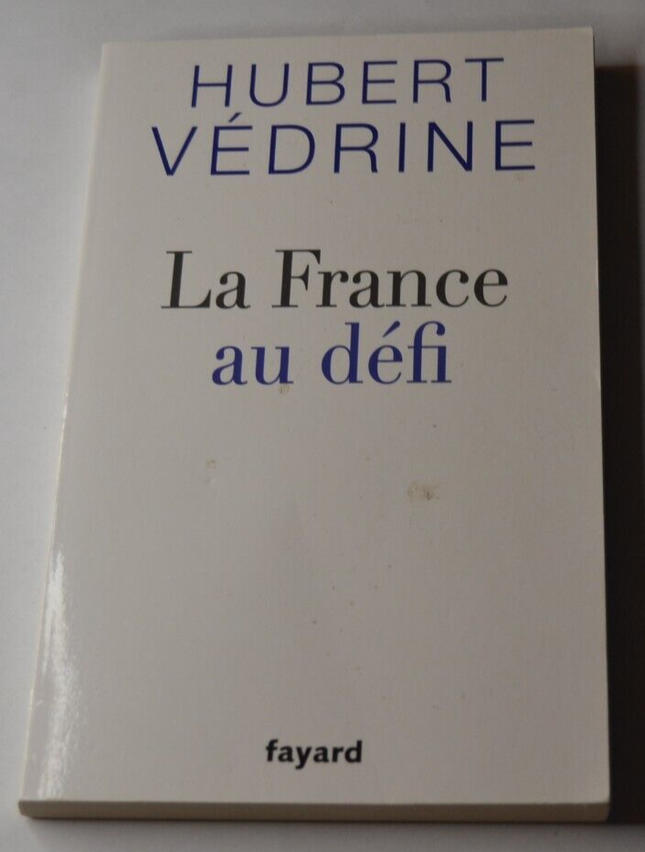 HUBERT
VÉDRINE
La France
au défi
fayard